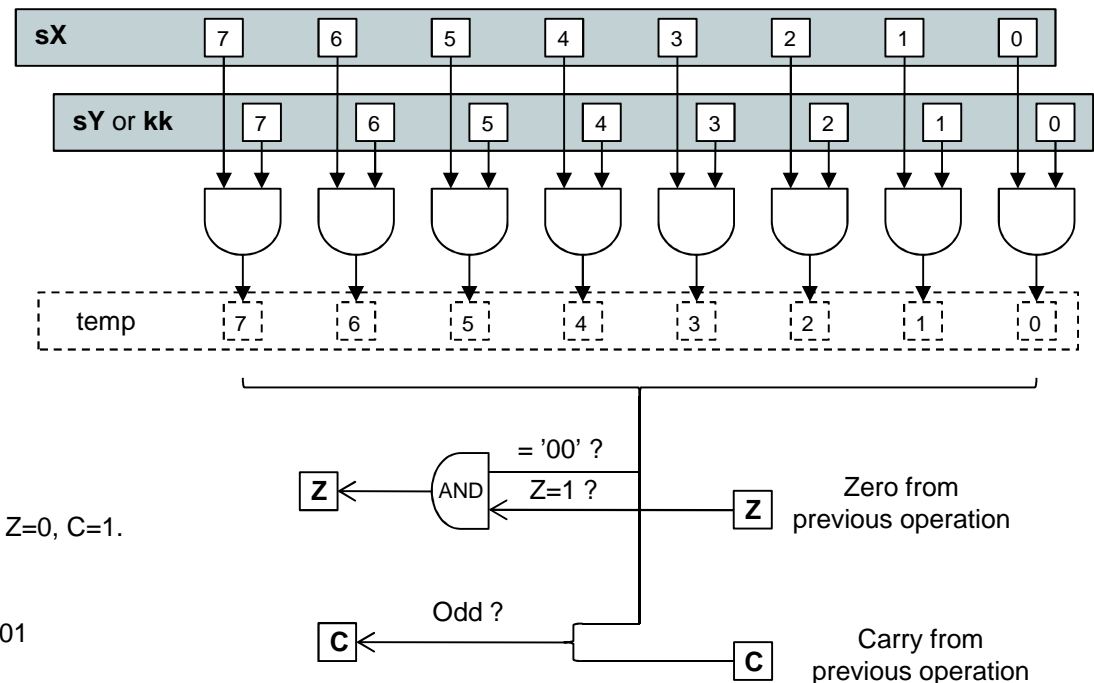 sX 7 6 5 4 3 2 1 0
sY or kk 7 6 5 4 3 2 1 0
temp 7 6 5 4 3 2 1 0
= '00' ?
Z AND Z=1 ? Z
Zero from
previous operation
Z=0, C=1.
Odd ?
01
C
C
Carry from
previous operation